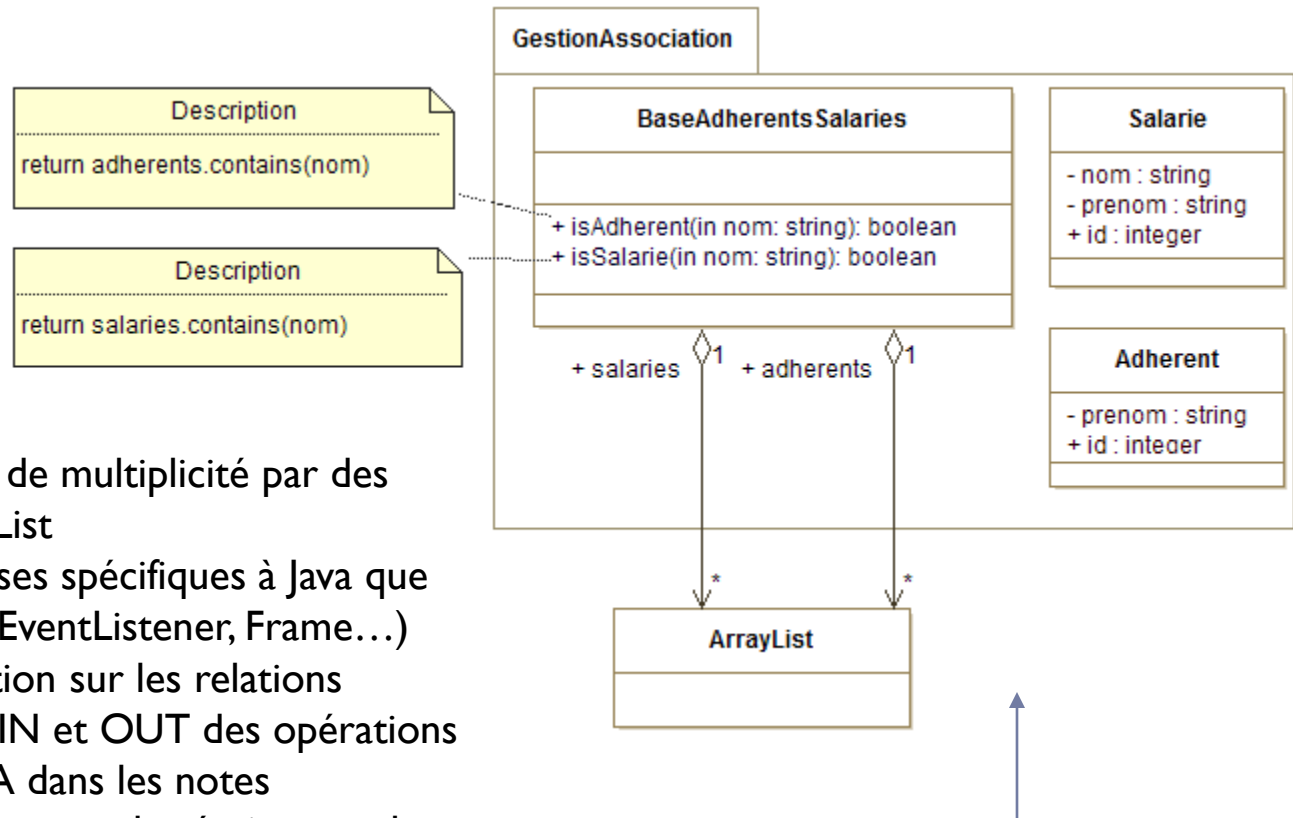 GestionAssociation
Description
return adherents.contains(nom)
Description
return salaries.contains(nom)
BaseAdherentsSalaries
+ isAdherent(in nom: string): boolean
+ isSalarie(in nom: string): boolean
Salarie
- nom : string
- prenom : string
+ id : integer
Adherent
- prenom : string
+ id : integer
+ salaries
1
+ adherents
1
*
*
ArrayList
de multiplicité par des
List
ses spécifiques à Java que
EventListener, Frame…)
tion sur les relations
IN et OUT des opérations
A dans les notes